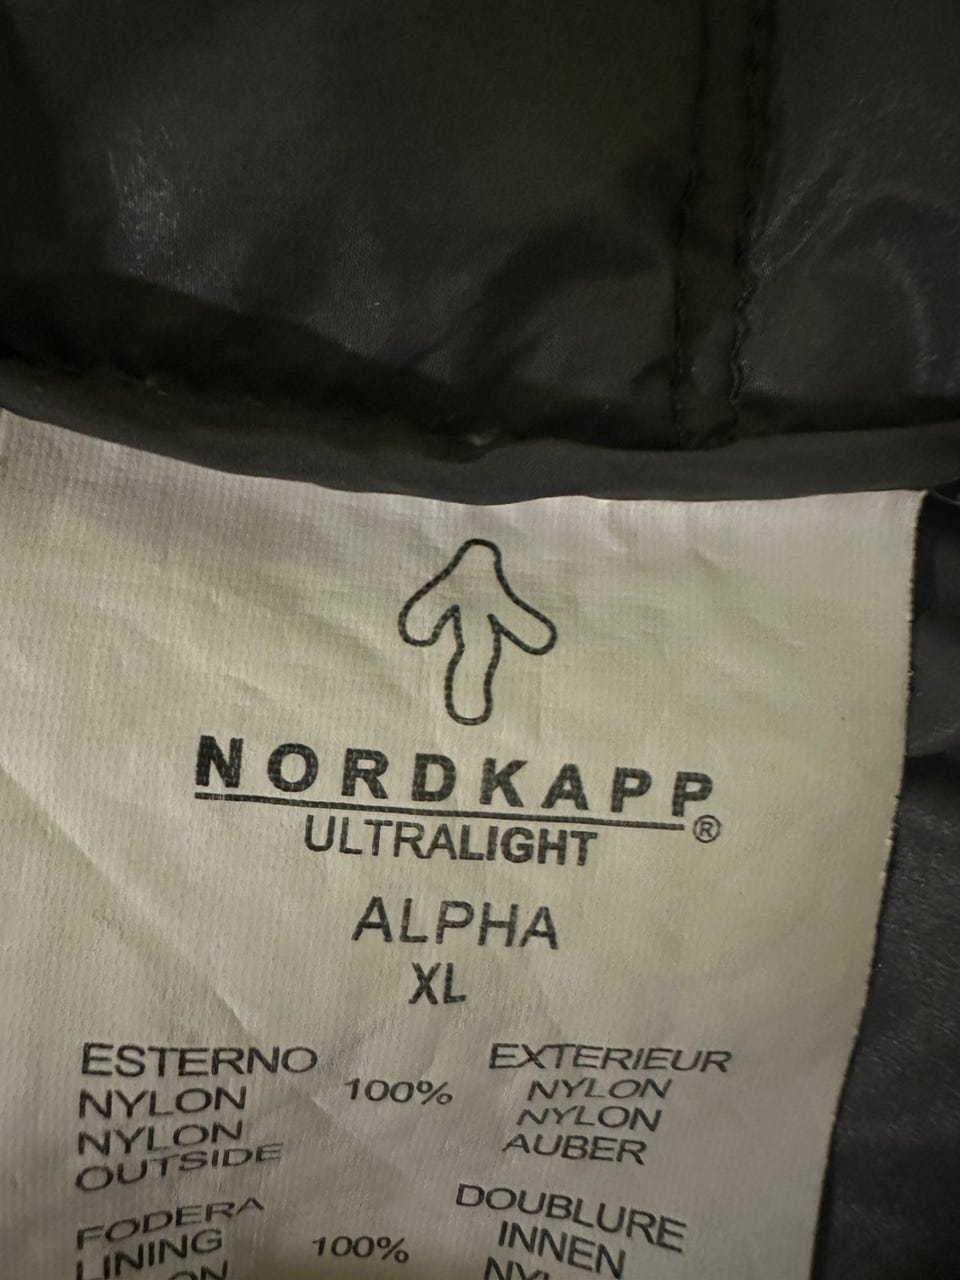 NORDKAPP
®
ULTRALIGHT
ALPHA
XL
ESTERNO EXTERIEUR
NYLON 100% NYLON
NYLON NYLON
OUTSIDE AUBER
FODERA DOUBLURE
LINING 100% INNEN